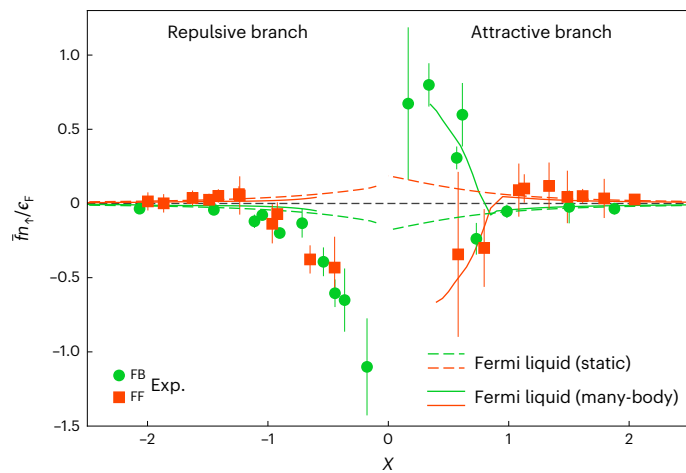 Repulsive branch Attractive branch
1.0
0.5
0
−0.5
−1.0
−1.5
f̄n↑/ϵF
FB
FF
Exp.
Fermi liquid (static)
Fermi liquid (many-body)
−2 −1 0 1 2
X